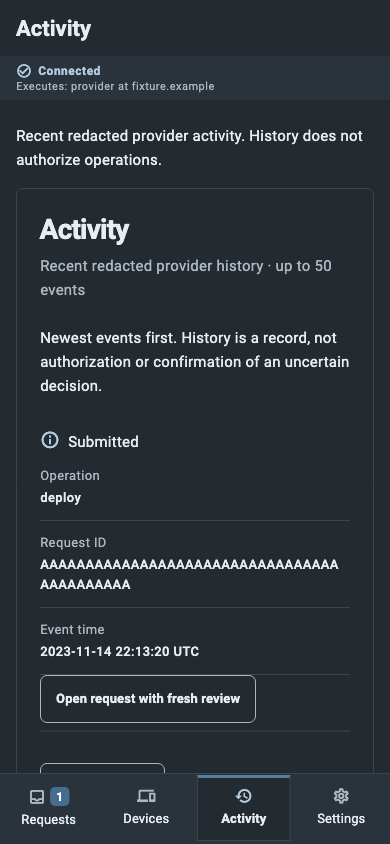 Activity
Connected
Executes: provider at fixture.example
Recent redacted provider activity. History does not
authorize operations.
Activity
Recent redacted provider history · up to 50
events
Newest events first. History is a record, not
authorization or confirmation of an uncertain
decision.
Submitted
Operation
deploy
Request ID
AAAAAAAAAAAAAAAAAAAAAAAAAAAAAAAAA
AAAAAAAAAA
Event time
2023-11-14 22:13:20 UTC
Open request with fresh review
1
Requests
Devices
Activity
Settings